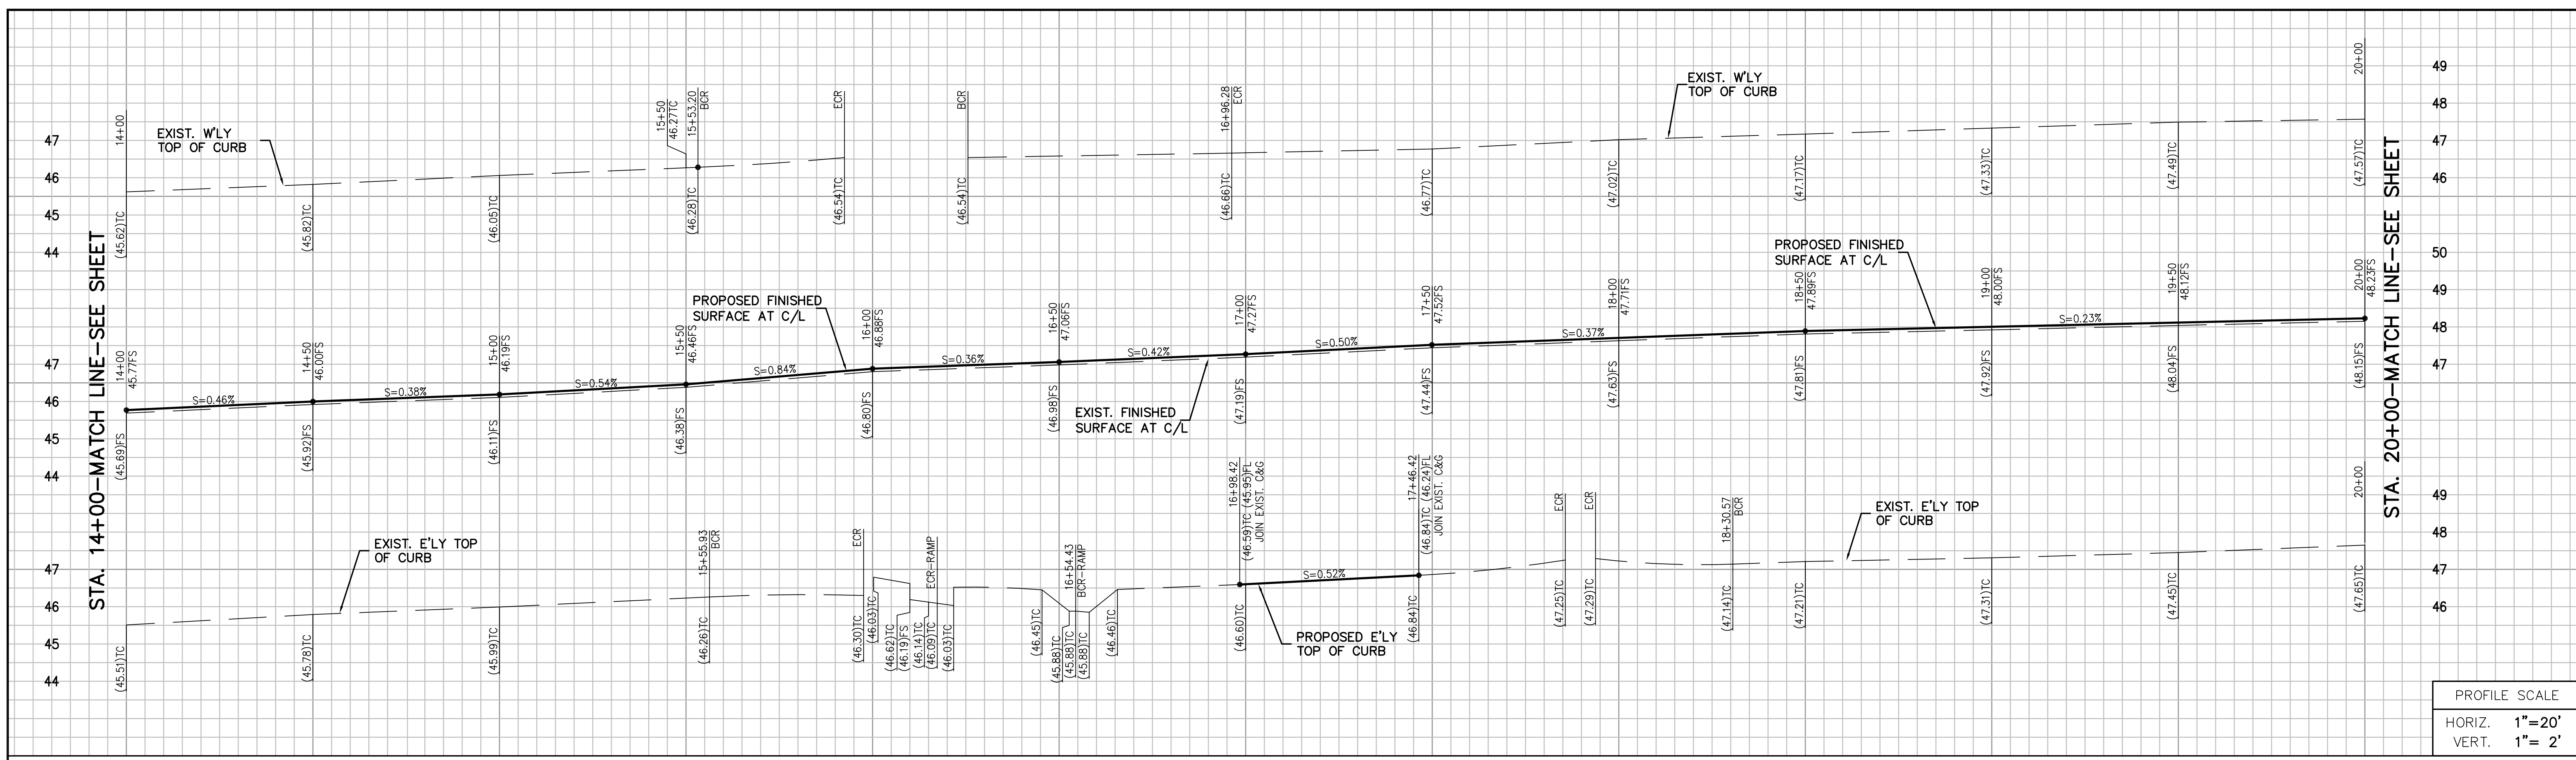 STA. 14+00-MATCH LINE-SEE SHEET
47
46
45
44
14+00
(45.62)TC
EXIST. W'LY
TOP OF CURB
(45.82)TC
(46.05)TC
15+50
46.27TC
15+53.20
BCR
(46.28)TC
ECR
(46.54)TC
BCR
(46.54)TC
16+96.28
ECR
(46.66)TC
(46.77)TC
(47.02)TC
EXIST. W'LY
TOP OF CURB
(47.17)TC
(47.33)TC
(47.49)TC
20+00
(47.57)TC
49
48
47
46
47
46
45
44
14+00
45.77FS
(45.69)FS
S=0.46%
14+50
46.00FS
(45.92)FS
S=0.38%
15+00
46.19FS
(46.11)FS
S=0.54%
15+50
46.46FS
(46.38)FS
PROPOSED FINISHED
SURFACE AT C/L
S=0.84%
16+00
46.88FS
(46.80)FS
S=0.36%
16+50
47.06FS
(46.98)FS
S=0.42%
EXIST. FINISHED
SURFACE AT C/L
17+00
47.27FS
(47.19)FS
S=0.50%
17+50
47.52FS
(47.44)FS
S=0.37%
18+00
47.71FS
(47.63)FS
18+50
47.89FS
(47.81)FS
PROPOSED FINISHED
SURFACE AT C/L
19+00
48.00FS
(47.92)FS
S=0.23%
19+50
48.12FS
(48.04)FS
20+00
48.23FS
(48.15)FS
50
49
48
47
47
46
45
44
(45.51)TC
(45.78)TC
EXIST. E'LY TOP
OF CURB
(45.99)TC
15+55.93
BCR
(46.26)TC
ECR
(46.30)TC
(46.03)TC
(46.62)TC
(46.19)FS
(46.14)TC
ECR-RAMP
(46.09)TC
(46.03)TC
(46.45)TC
(45.88)TC
16+54.43
BCR-RAMP
(45.88)TC
(45.88)TC
(46.46)TC
16+98.42
(46.59)TC (45.95)FL
JOIN EXIST. C&G
(46.60)TC
S=0.52%
PROPOSED E'LY
TOP OF CURB
17+46.42
(46.84)TC (46.24)FL
JOIN EXIST. C&G
(46.84)TC
ECR
(47.25)TC
ECR
(47.29)TC
18+30.57
BCR
(47.14)TC
(47.21)TC
EXIST. E'LY TOP
OF CURB
(47.31)TC
(47.45)TC
20+00
(47.65)TC
49
48
47
46
STA. 20+00-MATCH LINE-SEE SHEET
PROFILE SCALE
HORIZ. 1"=20'
VERT. 1"= 2'